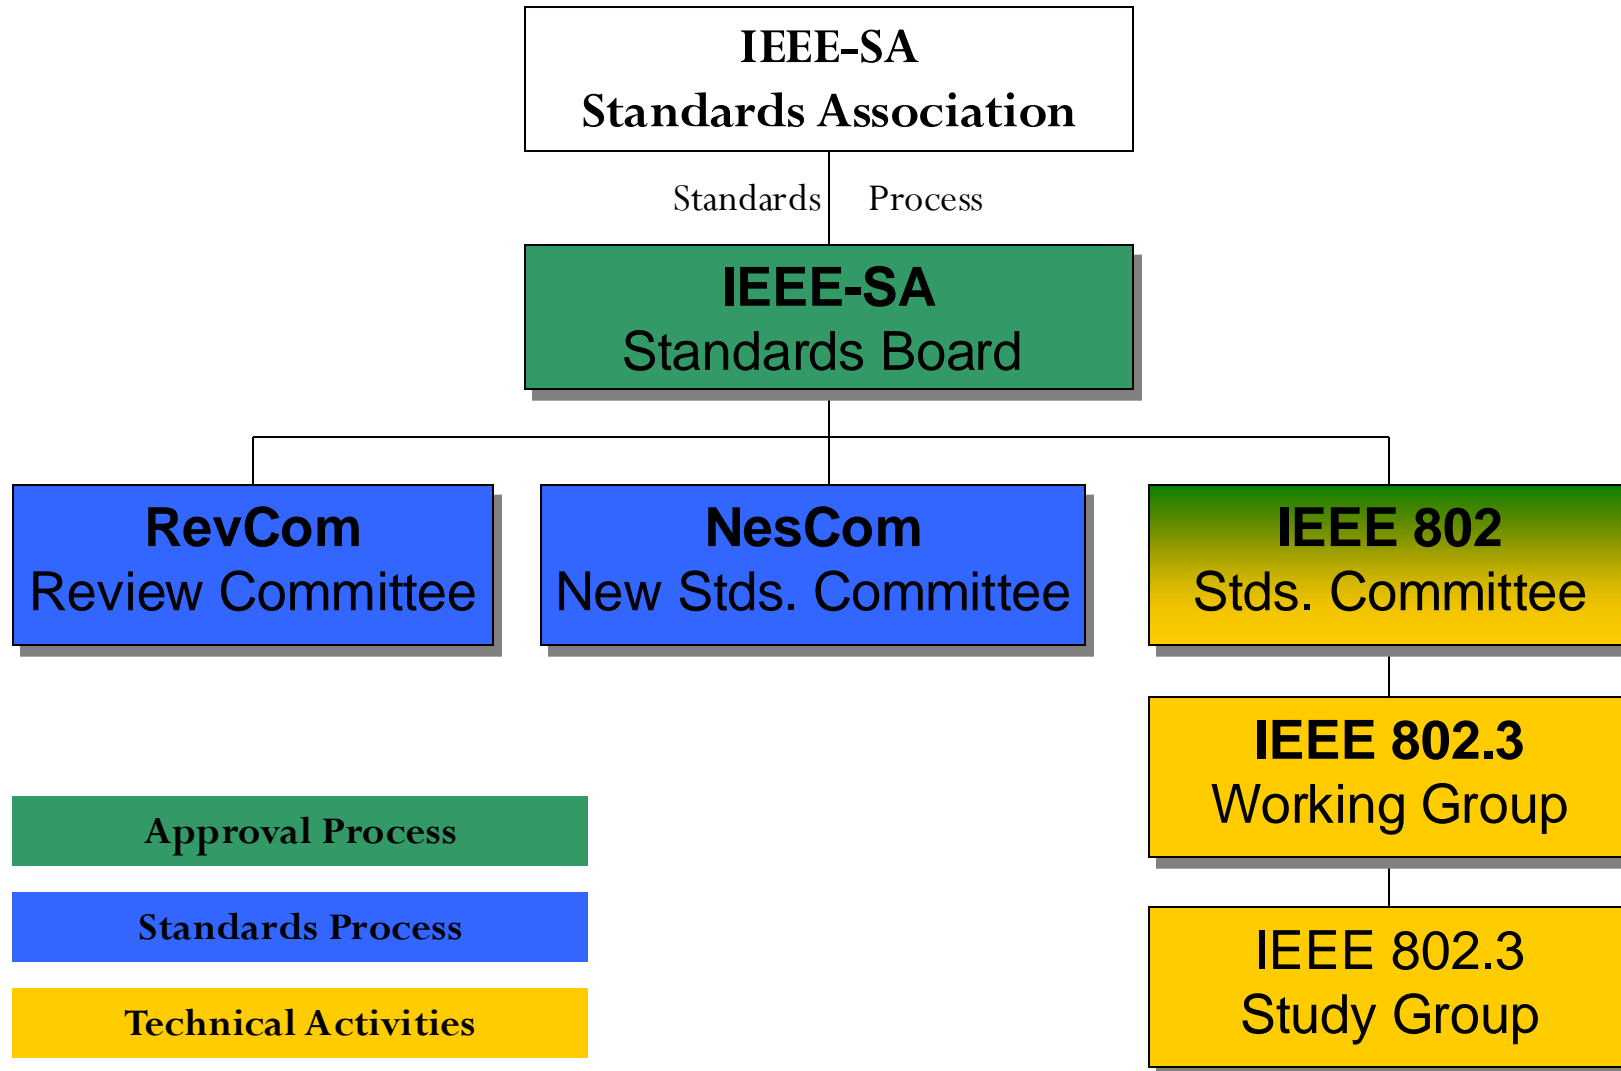 IEEE-SA
Standards Association
Standards Process
IEEE-SA
Standards Board
RevCom
Review Committee
NesCom
New Stds. Committee
IEEE 802
Stds. Committee
IEEE 802.3
Working Group
IEEE 802.3
Study Group
Approval Process
Standards Process
Technical Activities